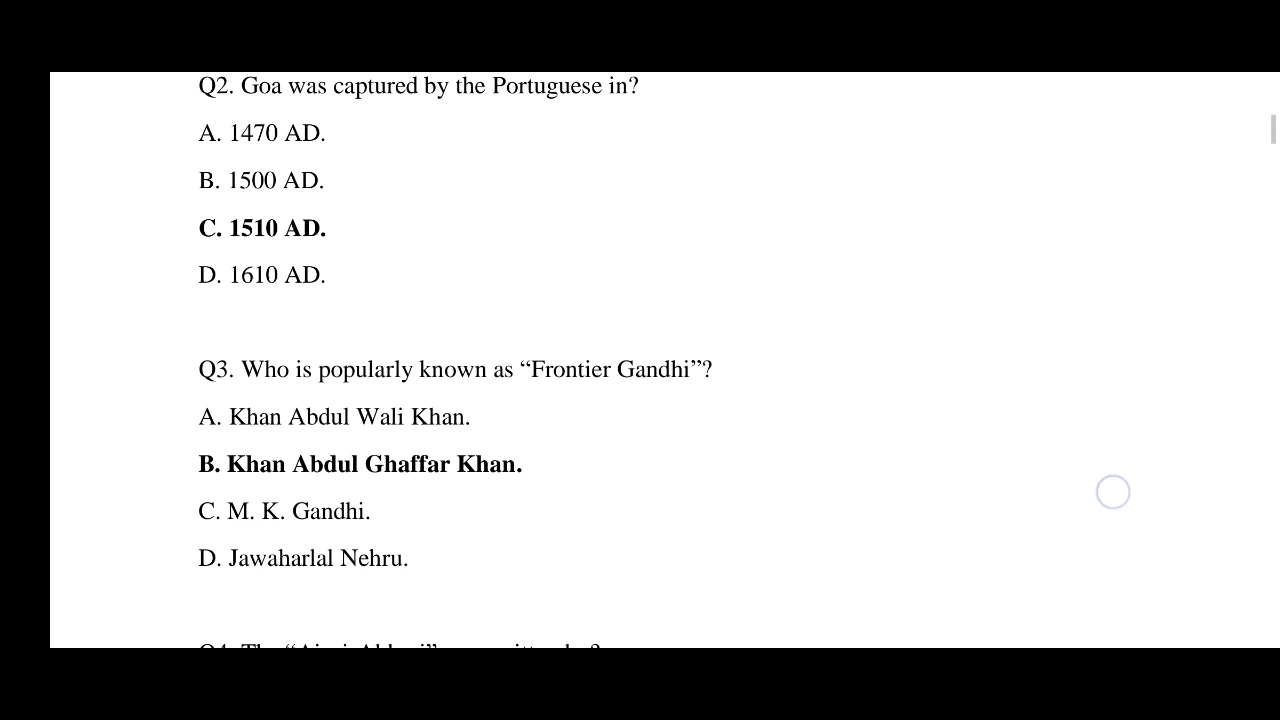 Q2. Goa was captured by the Portuguese in?
A. 1470 AD.
B. 1500 AD.
C. 1510 AD.
D. 1610 AD.
Q3. Who is popularly known as “Frontier Gandhi”?
A. Khan Abdul Wali Khan.
B. Khan Abdul Ghaffar Khan.
C. M. K. Gandhi.
D. Jawaharlal Nehru.